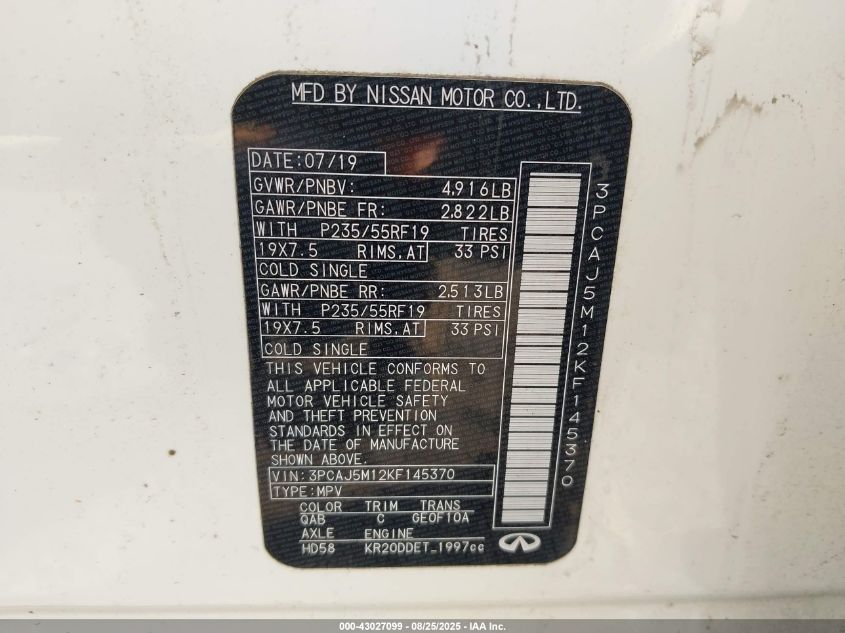 MFD BY NISSAN MOTOR CO.,LTD.
DATE:07/19
GVWR/PNBV: 4,916LB
GAWR/PNBE FR: 2,822LB
WITH P235/55RF19 TIRES
19X7.5 RIMS,AT 33 PSI
COLD SINGLE
GAWR/PNBE RR: 2,513LB
WITH P235/55RF19 TIRES
19X7.5 RIMS,AT 33 PSI
COLD SINGLE
THIS VEHICLE CONFORMS TO
ALL APPLICABLE FEDERAL
MOTOR VEHICLE SAFETY
AND THEFT PREVENTION
STANDARDS IN EFFECT ON
THE DATE OF MANUFACTURE
SHOWN ABOVE.
VIN:3PCAJ5M12KF145370
TYPE:MPV
COLOR TRIM TRANS
QAB C GE0F10A
AXLE ENGINE
HD58 KR20DDET_1997cc
3PCAJ5M12KF145370
000-43027099 - 08/25/2025 - IAA Inc.